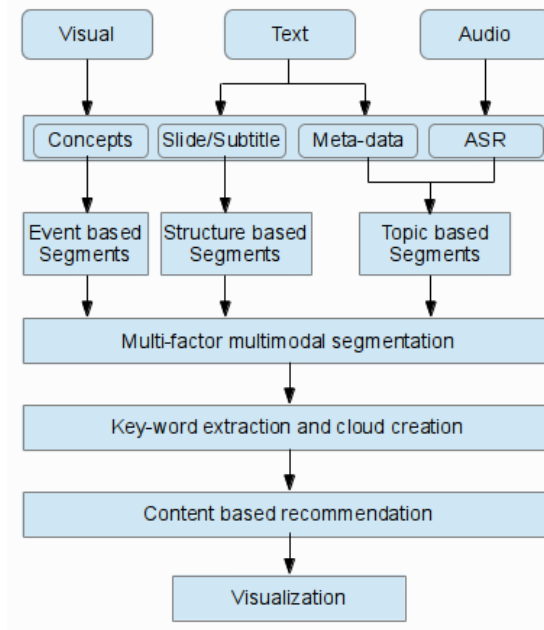 Visual
Text
Audio
Concepts
Slide/Subtitle
Meta-data
ASR
Event based
Segments
Structure based
Segments
Topic based
Segments
Multi-factor multimodal segmentation
Key-word extraction and cloud creation
Content based recommendation
Visualization